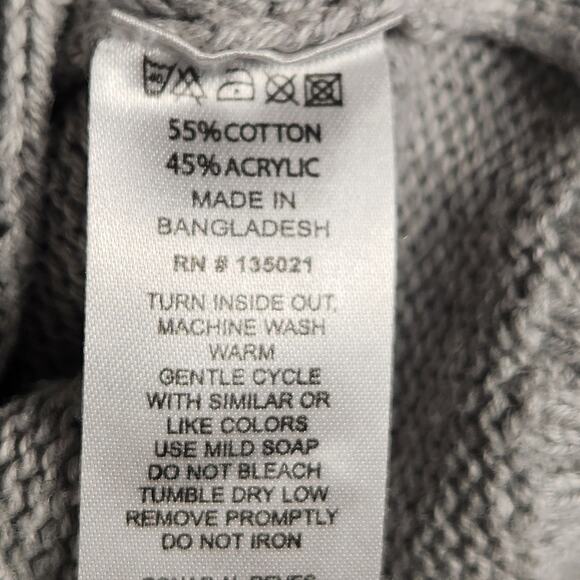 40
55%COTTON
45%ACRYLIC
MADE IN
BANGLADESH
RN # 135021
TURN INSIDE OUT,
MACHINE WASH
WARM
GENTLE CYCLE
WITH SIMILAR OR
LIKE COLORS
USE MILD SOAP
DO NOT BLEACH
TUMBLE DRY LOW
REMOVE PROMPTLY
DO NOT IRON